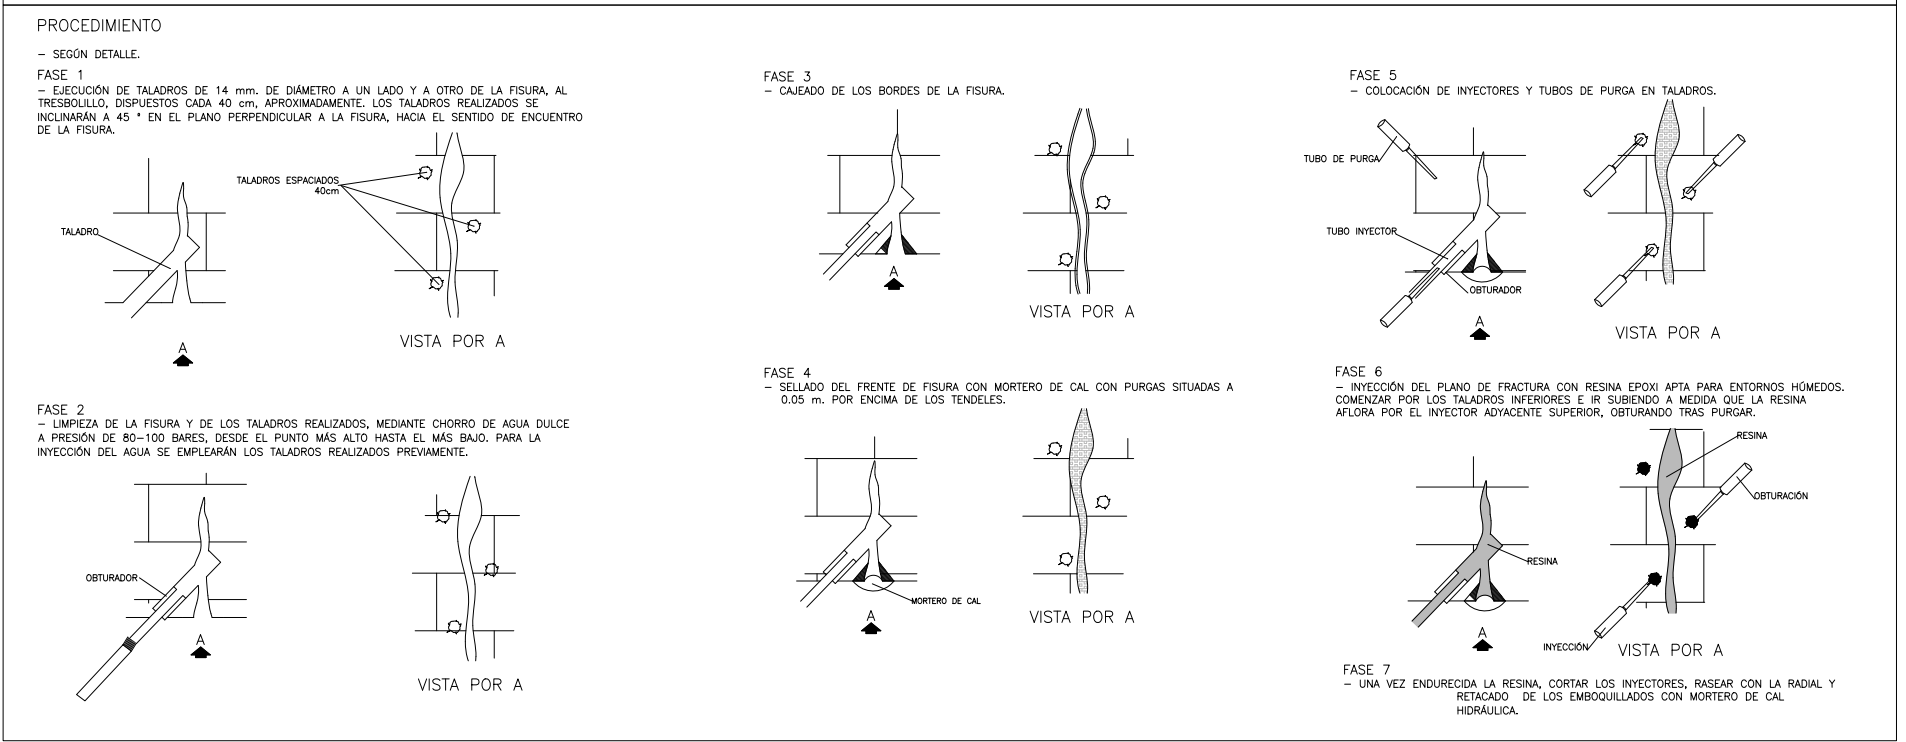 PROCEDIMIENTO
– SEGÚN DETALLE.
FASE 1
– EJECUCIÓN DE TALADROS DE 14 mm. DE DIÁMETRO A UN LADO Y A OTRO DE LA FISURA, AL
TRESBOLILLO, DISPUESTOS CADA 40 cm, APROXIMADAMENTE. LOS TALADROS REALIZADOS SE
INCLINARÁN A 45 ° EN EL PLANO PERPENDICULAR A LA FISURA, HACIA EL SENTIDO DE ENCUENTRO
DE LA FISURA.
TALADRO
TALADROS ESPACIADOS
40cm
A
VISTA POR A
FASE 2
– LIMPIEZA DE LA FISURA Y DE LOS TALADROS REALIZADOS, MEDIANTE CHORRO DE AGUA DULCE
A PRESIÓN DE 80–100 BARES, DESDE EL PUNTO MÁS ALTO HASTA EL MÁS BAJO. PARA LA
INYECCIÓN DEL AGUA SE EMPLEARÁN LOS TALADROS REALIZADOS PREVIAMENTE.
OBTURADOR
A
VISTA POR A
FASE 3
– CAJEADO DE LOS BORDES DE LA FISURA.
A
VISTA POR A
FASE 4
– SELLADO DEL FRENTE DE FISURA CON MORTERO DE CAL CON PURGAS SITUADAS A
0.05 m. POR ENCIMA DE LOS TENDELES.
MORTERO DE CAL
A
VISTA POR A
FASE 5
– COLOCACIÓN DE INYECTORES Y TUBOS DE PURGA EN TALADROS.
TUBO DE PURGA
TUBO INYECTOR
OBTURADOR
A
VISTA POR A
FASE 6
– INYECCIÓN DEL PLANO DE FRACTURA CON RESINA EPOXI APTA PARA ENTORNOS HÚMEDOS.
COMENZAR POR LOS TALADROS INFERIORES E IR SUBIENDO A MEDIDA QUE LA RESINA
AFLORA POR EL INYECTOR ADYACENTE SUPERIOR, OBTURANDO TRAS PURGAR.
RESINA
OBTURACIÓN
RESINA
INYECCIÓN
A
VISTA POR A
FASE 7
– UNA VEZ ENDURECIDA LA RESINA, CORTAR LOS INYECTORES, RASEAR CON LA RADIAL Y
RETACADO DE LOS EMBOQUILLADOS CON MORTERO DE CAL
HIDRÁULICA.